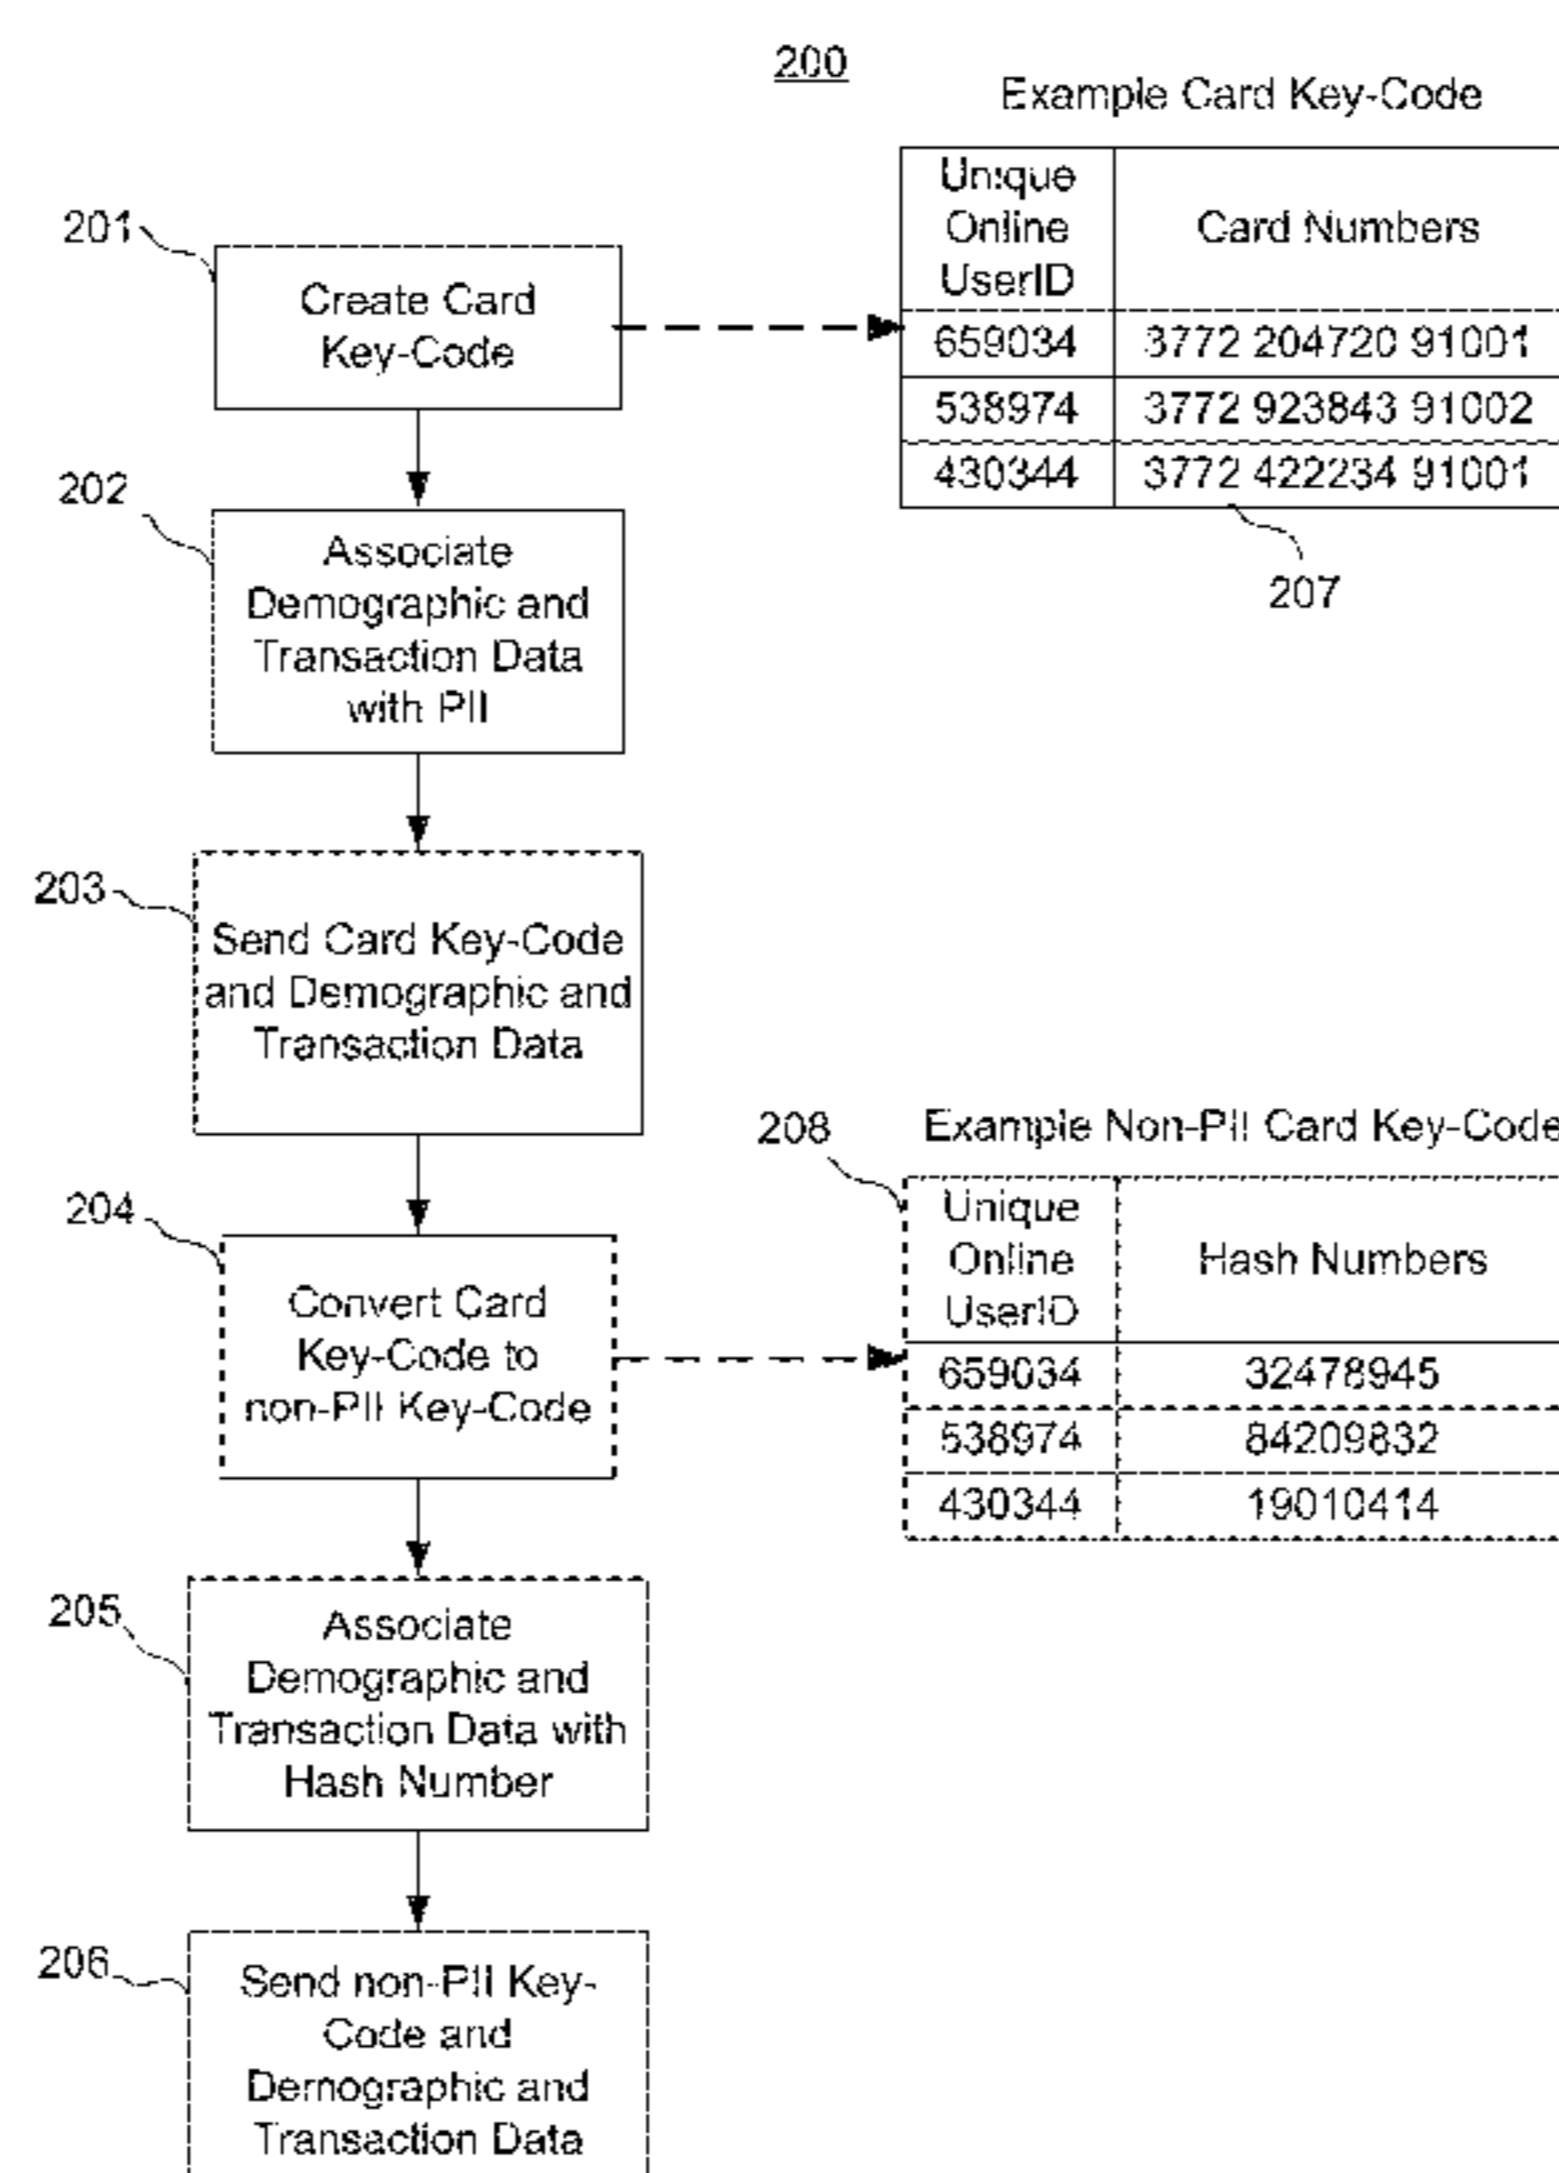 200
Example Card Key-Code
Unique
Online
UserID
Card Numbers
659034 3772 204720 91001
538974 3772 923843 91002
430344 3772 422234 91001
207
201
Create Card
Key-Code
202
Associate
Demographic and
Transaction Data
with PII
203
Send Card Key-Code
and Demographic and
Transaction Data
208
Example Non-PII Card Key-Code
Unique
Online
UserID
Hash Numbers
659034 32478945
538974 84209832
430344 19010414
204
Convert Card
Key-Code to
non-PII Key-Code
205
Associate
Demographic and
Transaction Data with
Hash Number
206
Send non-PII Key-
Code and
Demographic and
Transaction Data